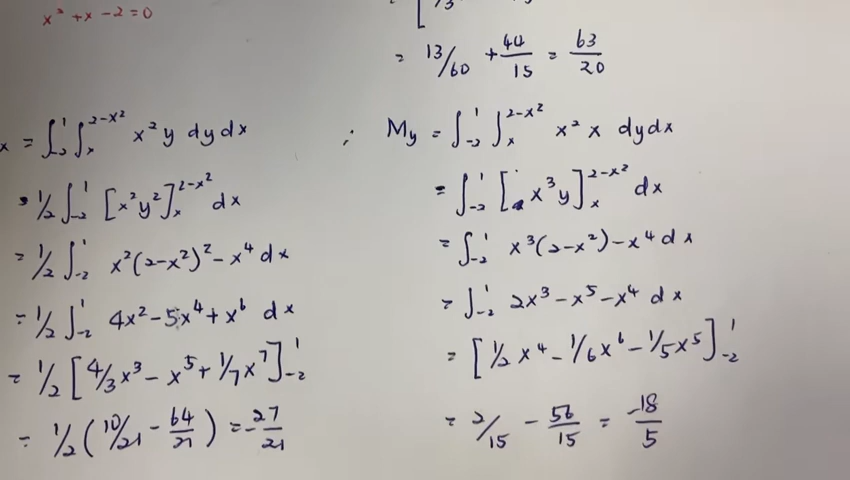 x² + x - 2 = 0
= 13/60 + 44/15 = 63/20
x = ∫₋₂¹ ∫ₓ^(2-x²) x²y dy dx
= 1/2 ∫₋₂¹ [x²y²]ₓ^(2-x²) dx
= 1/2 ∫₋₂¹ x²(2-x²)² - x⁴ dx
= 1/2 ∫₋₂¹ 4x² - 5x⁴ + x⁶ dx
= 1/2 [4/3 x³ - x⁵ + 1/7 x⁷]₋₂¹
= 1/2 (10/21 - 64/21) = -27/21
; My = ∫₋₂¹ ∫ₓ^(2-x²) x² x dy dx
= ∫₋₂¹ [x³y]ₓ^(2-x²) dx
= ∫₋₂¹ x³(2-x²) - x⁴ dx
= ∫₋₂¹ 2x³ - x⁵ - x⁴ dx
= [1/2 x⁴ - 1/6 x⁶ - 1/5 x⁵]₋₂¹
= 2/15 - 56/15 = -18/5